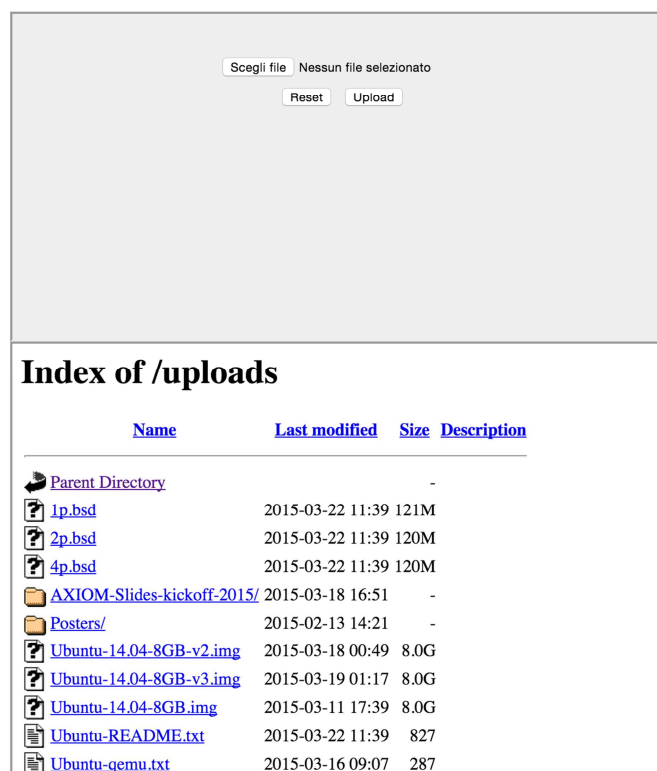 Scegli file Nessun file selezionato
Reset Upload
Index of /uploads
Name Last modified Size Description
Parent Directory -
1p.bsd 2015-03-22 11:39 121M
2p.bsd 2015-03-22 11:39 120M
4p.bsd 2015-03-22 11:39 120M
AXIOM-Slides-kickoff-2015/ 2015-03-18 16:51 -
Posters/ 2015-02-13 14:21 -
Ubuntu-14.04-8GB-v2.img 2015-03-18 00:49 8.0G
Ubuntu-14.04-8GB-v3.img 2015-03-19 01:17 8.0G
Ubuntu-14.04-8GB.img 2015-03-11 17:39 8.0G
Ubuntu-README.txt 2015-03-22 11:39 827
Ubuntu-qemu.txt 2015-03-16 09:07 287